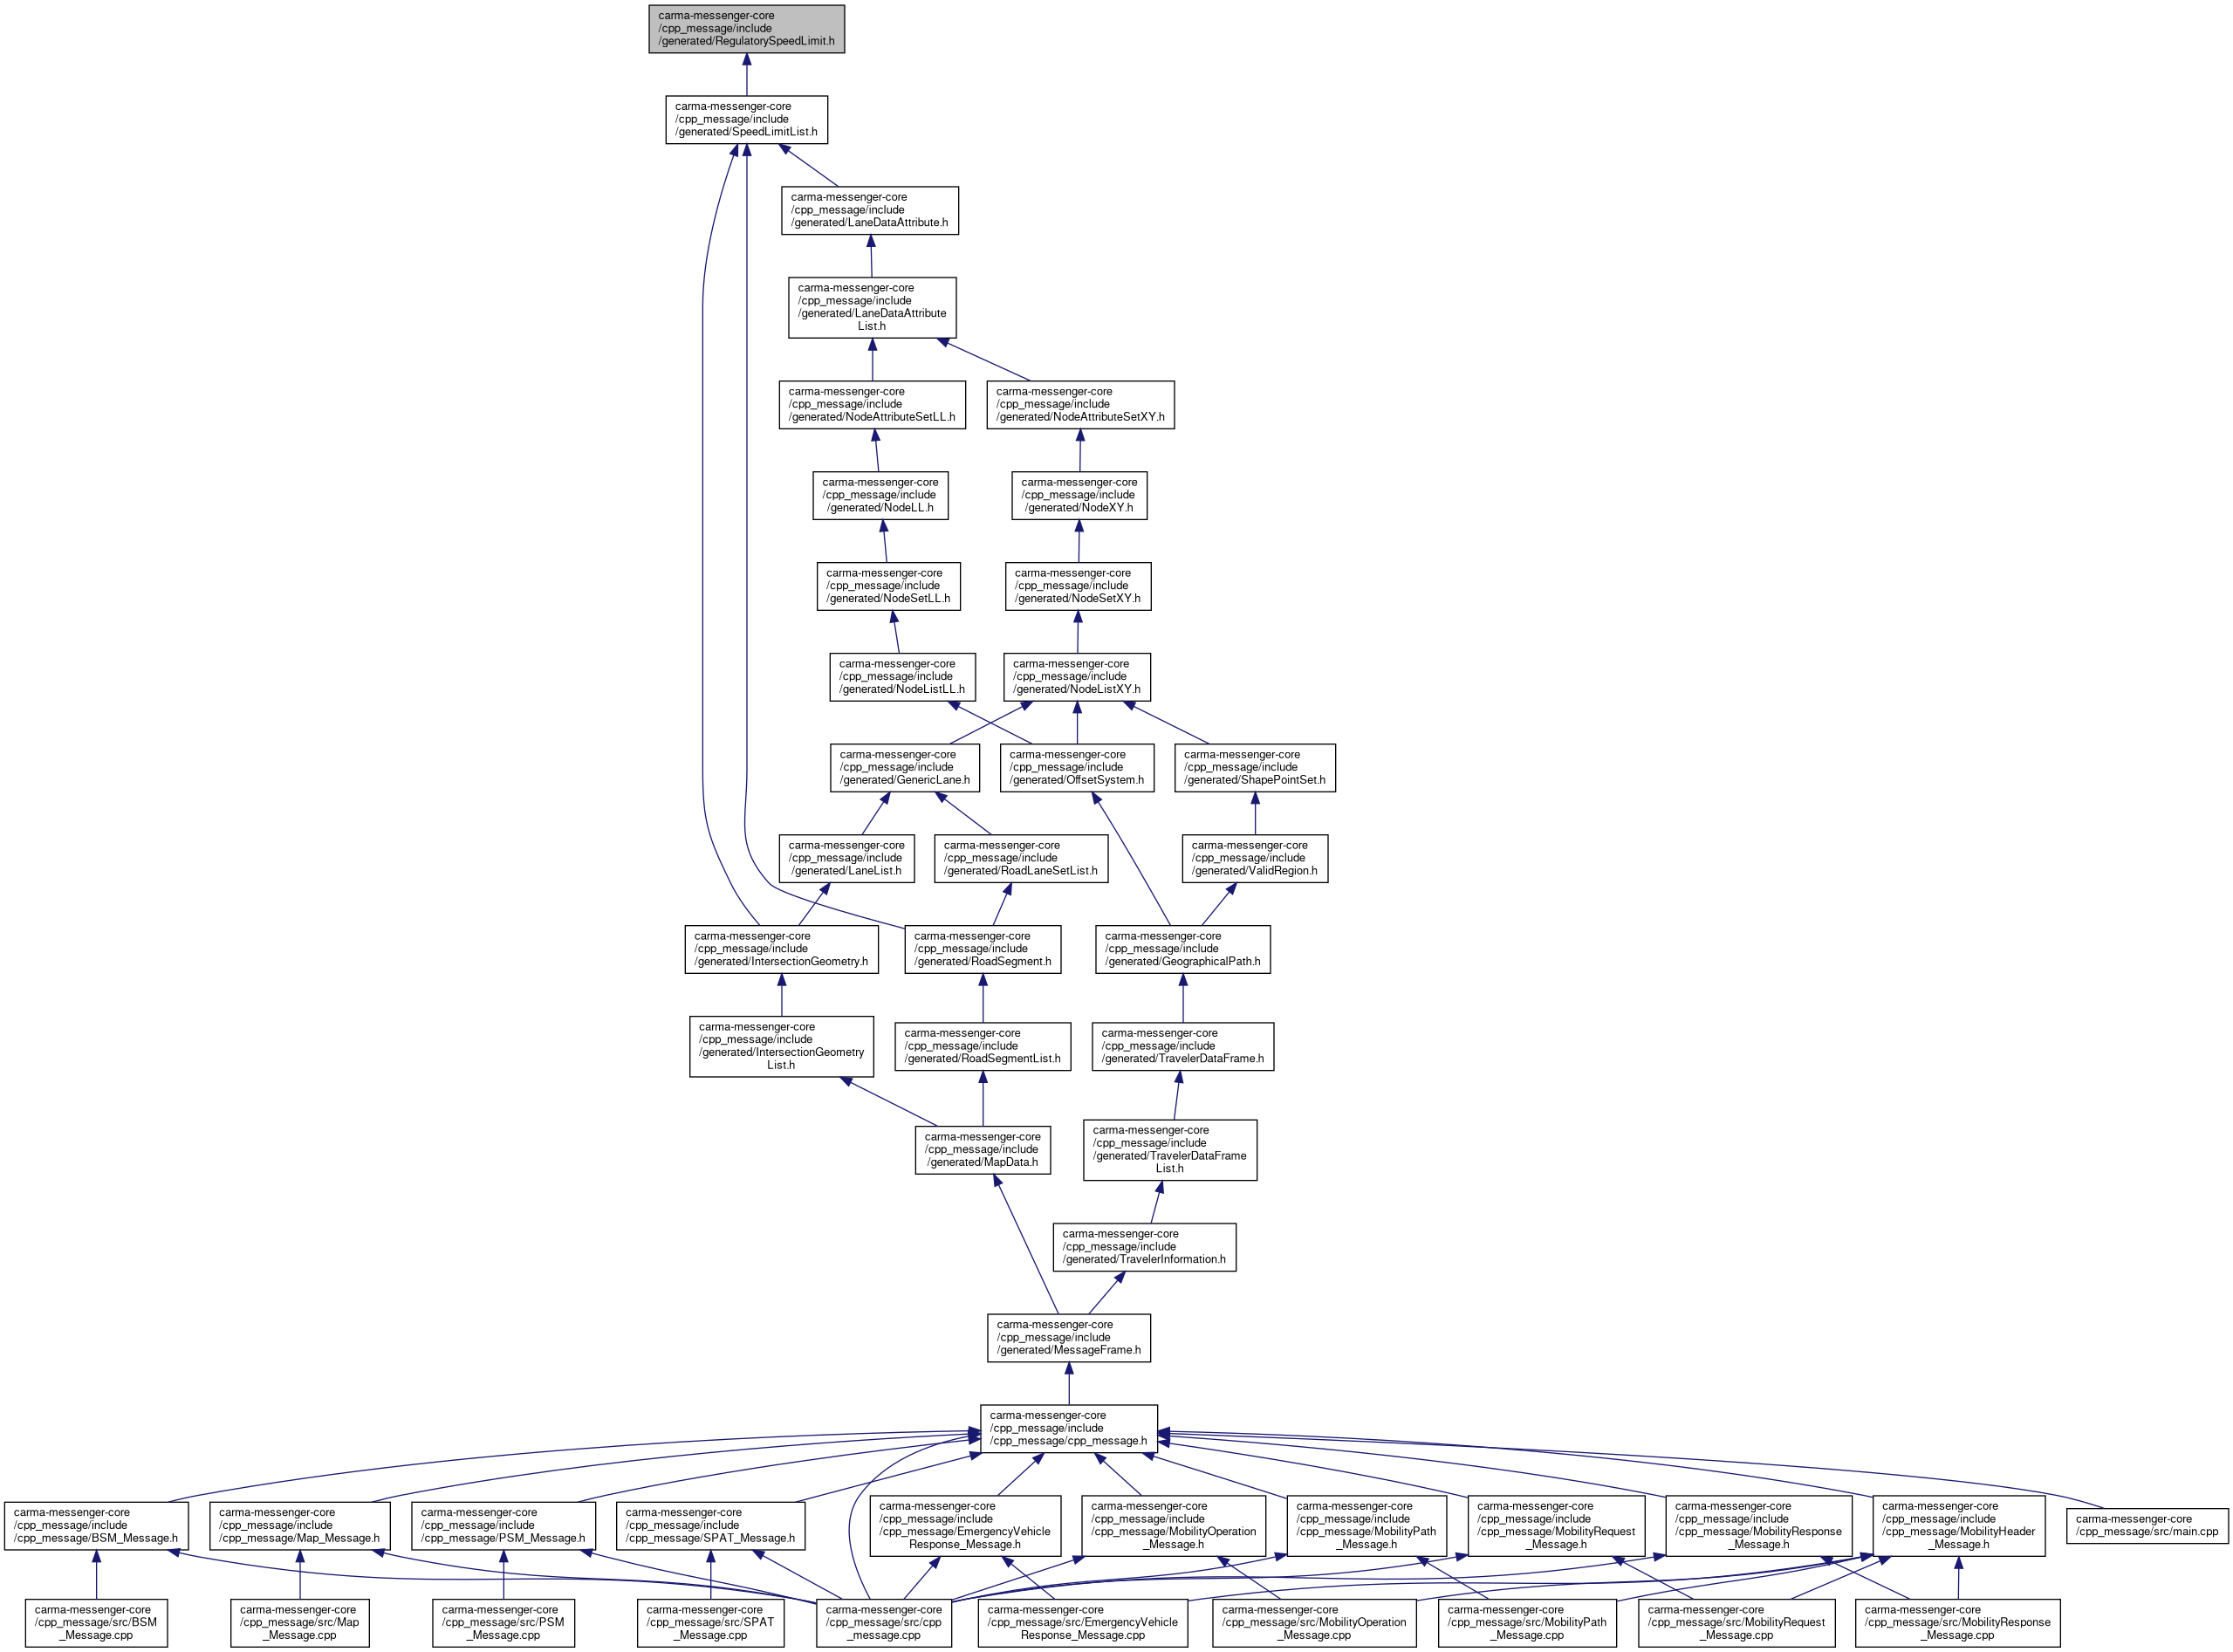 carma-messenger-core
/cpp_message/include
/generated/RegulatorySpeedLimit.h
carma-messenger-core
/cpp_message/include
/generated/SpeedLimitList.h
carma-messenger-core
/cpp_message/include
/generated/LaneDataAttribute.h
carma-messenger-core
/cpp_message/include
/generated/LaneDataAttribute
List.h
carma-messenger-core
/cpp_message/include
/generated/NodeAttributeSetLL.h
carma-messenger-core
/cpp_message/include
/generated/NodeAttributeSetXY.h
carma-messenger-core
/cpp_message/include
/generated/NodeLL.h
carma-messenger-core
/cpp_message/include
/generated/NodeXY.h
carma-messenger-core
/cpp_message/include
/generated/NodeSetLL.h
carma-messenger-core
/cpp_message/include
/generated/NodeSetXY.h
carma-messenger-core
/cpp_message/include
/generated/NodeListLL.h
carma-messenger-core
/cpp_message/include
/generated/NodeListXY.h
carma-messenger-core
/cpp_message/include
/generated/GenericLane.h
carma-messenger-core
/cpp_message/include
/generated/OffsetSystem.h
carma-messenger-core
/cpp_message/include
/generated/ShapePointSet.h
carma-messenger-core
/cpp_message/include
/generated/LaneList.h
carma-messenger-core
/cpp_message/include
/generated/RoadLaneSetList.h
carma-messenger-core
/cpp_message/include
/generated/ValidRegion.h
carma-messenger-core
/cpp_message/include
/generated/IntersectionGeometry.h
carma-messenger-core
/cpp_message/include
/generated/RoadSegment.h
carma-messenger-core
/cpp_message/include
/generated/GeographicalPath.h
carma-messenger-core
/cpp_message/include
/generated/IntersectionGeometry
List.h
carma-messenger-core
/cpp_message/include
/generated/RoadSegmentList.h
carma-messenger-core
/cpp_message/include
/generated/TravelerDataFrame.h
carma-messenger-core
/cpp_message/include
/generated/MapData.h
carma-messenger-core
/cpp_message/include
/generated/TravelerDataFrame
List.h
carma-messenger-core
/cpp_message/include
/generated/TravelerInformation.h
carma-messenger-core
/cpp_message/include
/generated/MessageFrame.h
carma-messenger-core
/cpp_message/include
/cpp_message/cpp_message.h
carma-messenger-core
/cpp_message/include
/cpp_message/BSM_Message.h
carma-messenger-core
/cpp_message/include
/cpp_message/Map_Message.h
carma-messenger-core
/cpp_message/include
/cpp_message/PSM_Message.h
carma-messenger-core
/cpp_message/include
/cpp_message/SPAT_Message.h
carma-messenger-core
/cpp_message/include
/cpp_message/EmergencyVehicle
Response_Message.h
carma-messenger-core
/cpp_message/include
/cpp_message/MobilityOperation
_Message.h
carma-messenger-core
/cpp_message/include
/cpp_message/MobilityPath
_Message.h
carma-messenger-core
/cpp_message/include
/cpp_message/MobilityRequest
_Message.h
carma-messenger-core
/cpp_message/include
/cpp_message/MobilityResponse
_Message.h
carma-messenger-core
/cpp_message/include
/cpp_message/MobilityHeader
_Message.h
carma-messenger-core
/cpp_message/src/main.cpp
carma-messenger-core
/cpp_message/src/BSM
_Message.cpp
carma-messenger-core
/cpp_message/src/Map
_Message.cpp
carma-messenger-core
/cpp_message/src/PSM
_Message.cpp
carma-messenger-core
/cpp_message/src/SPAT
_Message.cpp
carma-messenger-core
/cpp_message/src/cpp
_message.cpp
carma-messenger-core
/cpp_message/src/EmergencyVehicle
Response_Message.cpp
carma-messenger-core
/cpp_message/src/MobilityOperation
_Message.cpp
carma-messenger-core
/cpp_message/src/MobilityPath
_Message.cpp
carma-messenger-core
/cpp_message/src/MobilityRequest
_Message.cpp
carma-messenger-core
/cpp_message/src/MobilityResponse
_Message.cpp